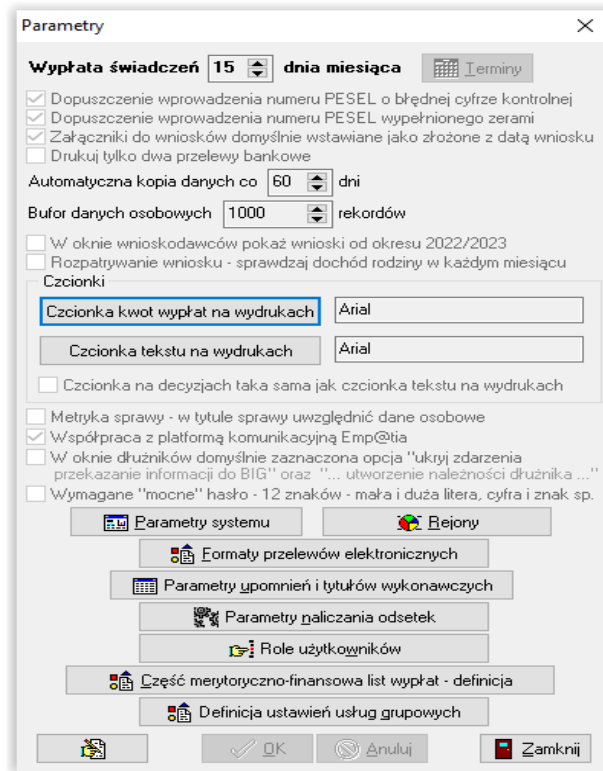 Parametry
Wypłata świadczeń 15 dnia miesiąca Terminy
Dopuszczenie wprowadzenia numeru PESEL o błędnej cyfrze kontrolnej
Dopuszczenie wprowadzenia numeru PESEL wypełnionego zerami
Załączniki do wniosków domyślnie wstawiane jako złożone z datą wniosku
Drukuj tylko dwa przelewy bankowe
Automatyczna kopia danych co 60 dni
Bufor danych osobowych 1000 rekordów
W oknie wnioskodawców pokaż wnioski od okresu 2022/2023
Rozpatrywanie wniosku - sprawdzaj dochód rodziny w każdym miesiącu
Czcionki
Czcionka kwot wypłat na wydrukach Arial
Czcionka tekstu na wydrukach Arial
Czcionka na decyzjach taka sama jak czcionka tekstu na wydrukach
Metryka sprawy - w tytule sprawy uwzględnić dane osobowe
Współpraca z platformą komunikacyjną Emp@tia
W oknie dłużników domyślnie zaznaczona opcja "ukryj zdarzenia
przekazanie informacji do BIG" oraz "... utworzenie należności dłużnika ..."
Wymagane "mocne" hasło - 12 znaków - mała i duża litera, cyfra i znak sp.
Parametry systemu Rejony
Formaty przelewów elektronicznych
Parametry upomnień i tytułów wykonawczych
Parametry naliczania odsetek
Role użytkowników
Część merytoryczno-finansowa list wypłat - definicja
Definicja ustawień usług grupowych
OK Anuluj Zamknij